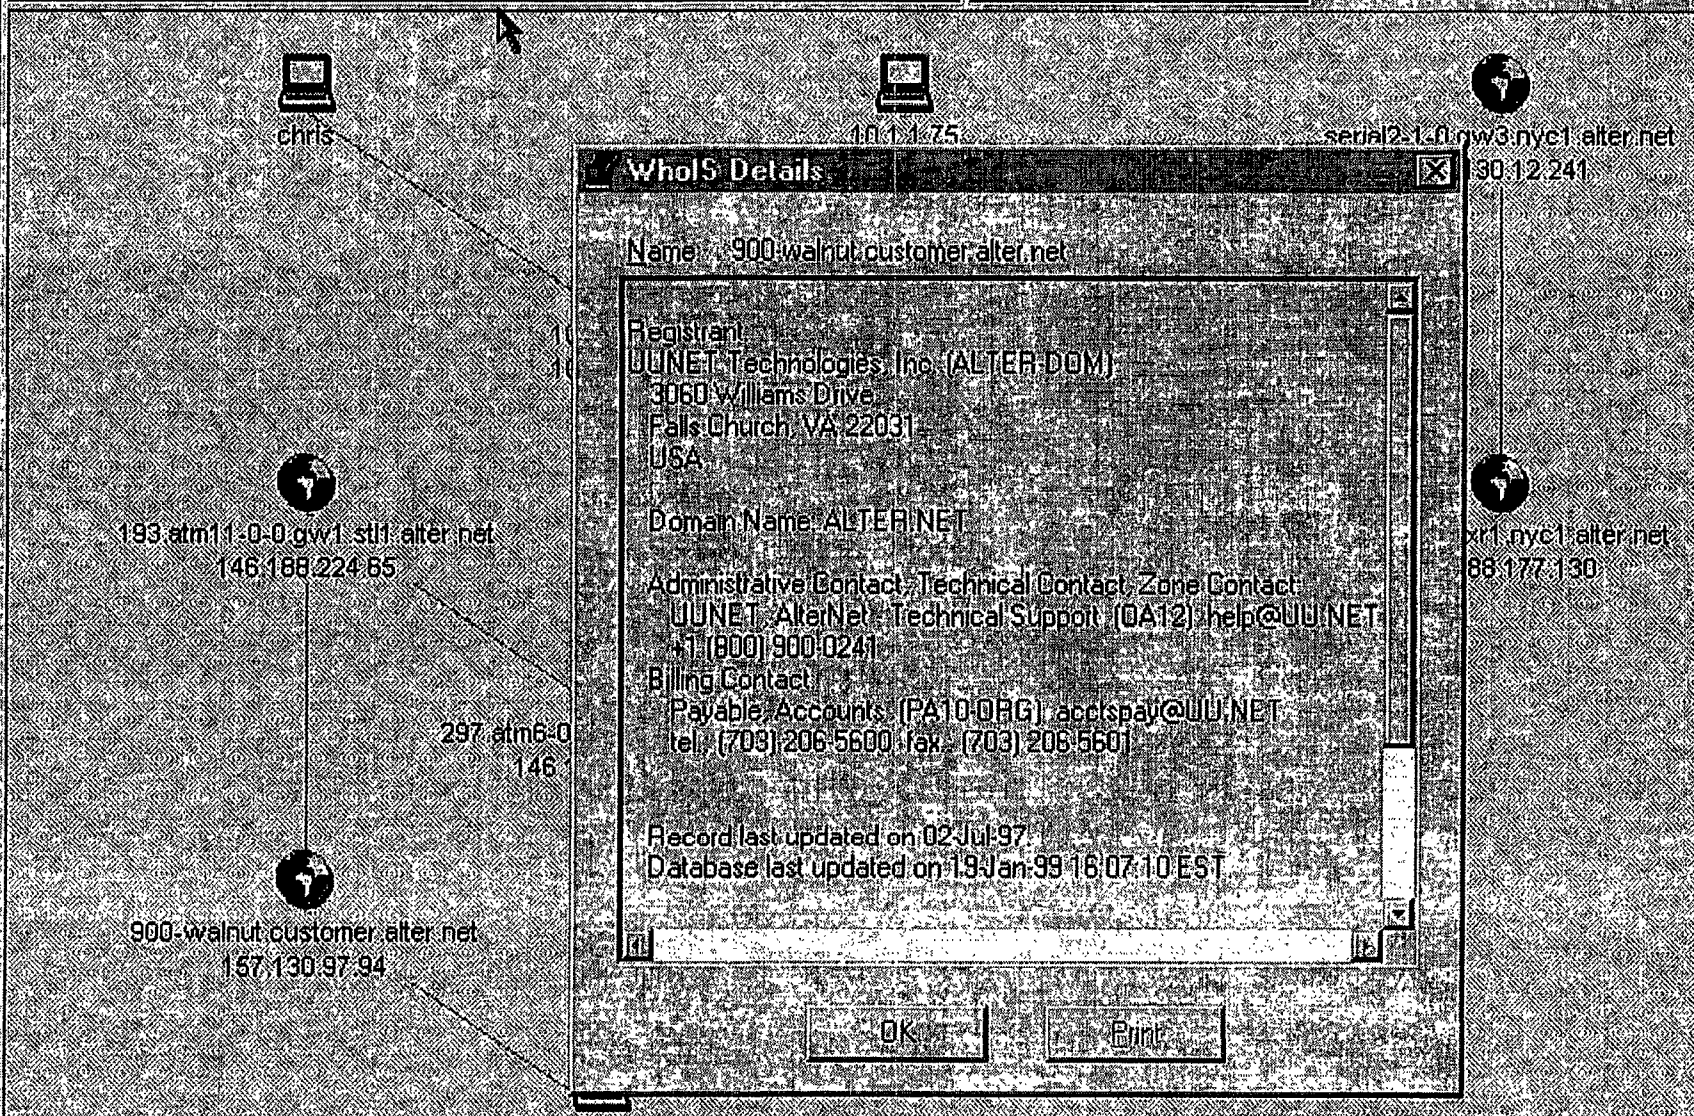 chris
10.1.1.75
serial2-1-0.gw3.nyc1.alter.net
130.12.241
WhoIS Details
Name: 900-walnut.customer.alter.net
Registrant:
UUNET Technologies, Inc. (ALTER-DOM)
3060 Williams Drive
Falls Church, VA 22031
USA
Domain Name: ALTER.NET
Administrative Contact, Technical Contact, Zone Contact:
UUNET, AlterNet - Technical Support (OA12) help@UU.NET
+1 (800) 900-0241
Billing Contact:
Payable, Accounts (PA10-ORG) acctspay@UU.NET
tel., (703) 206-5600 fax., (703) 206-5601
Record last updated on 02-Jul-97.
Database last updated on 19-Jan-99 16:07:10 EST
OK
Print
193.atm11-0-0.gw1.stl1.alter.net
146.188.224.65
xr1.nyc1.alter.net
88.177.130
297.atm6-0
146.1
900-walnut.customer.alter.net
157.130.97.94